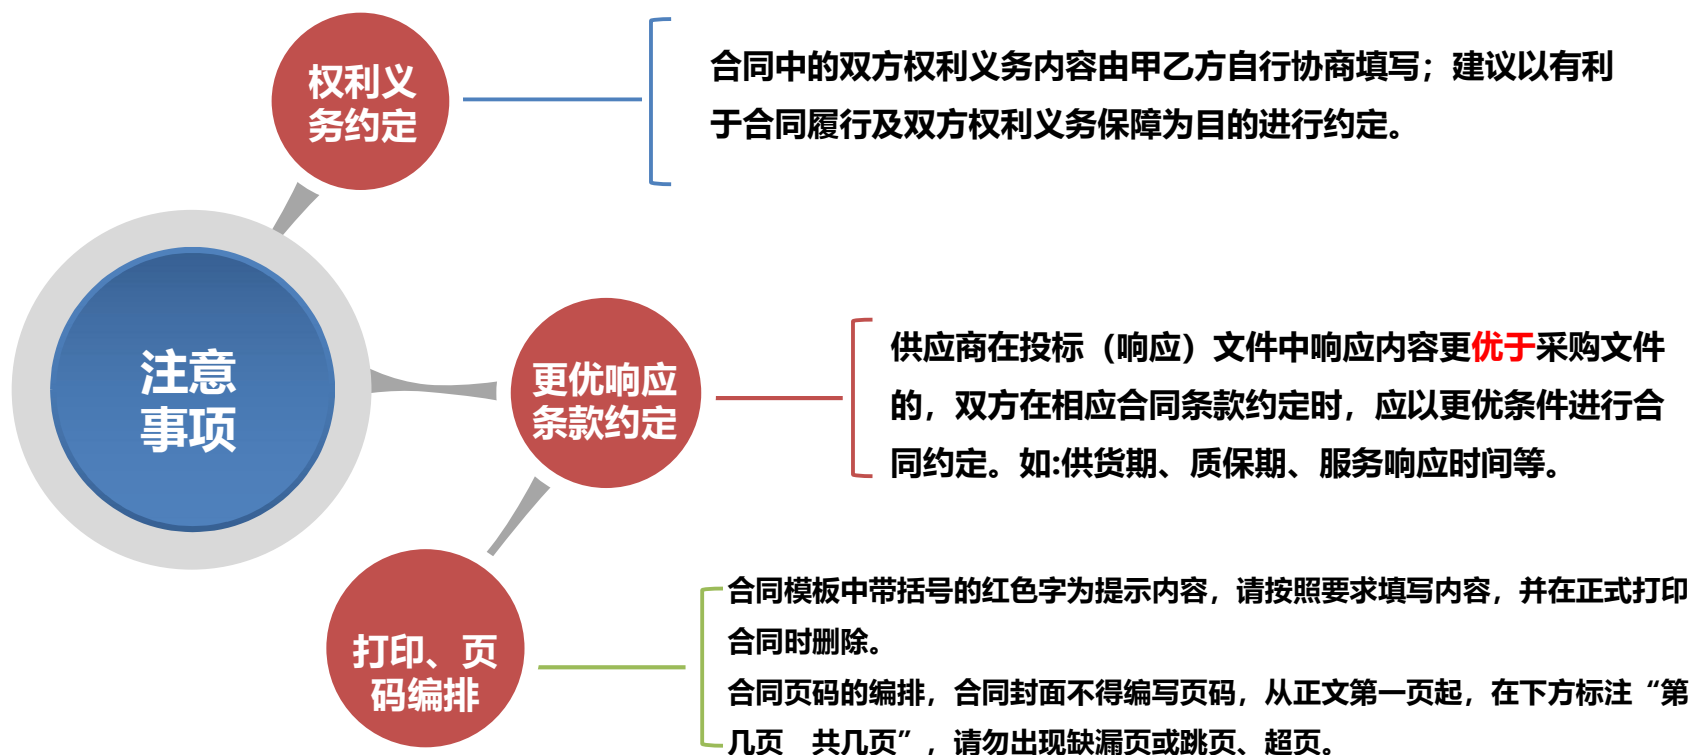 权利义
务约定
合同中的双方权利义务内容由甲乙方自行协商填写；建议以有利
于合同履行及双方权利义务保障为目的进行约定。
注意
事项
更优响应
条款约定
供应商在投标（响应）文件中响应内容更优于采购文件
的，双方在相应合同条款约定时，应以更优条件进行合
同约定。如:供货期、质保期、服务响应时间等。
打印、页
码编排
合同模板中带括号的红色字为提示内容，请按照要求填写内容，并在正式打印
合同时删除。
合同页码的编排，合同封面不得编写页码，从正文第一页起，在下方标注“第
几页　共几页”，请勿出现缺漏页或跳页、超页。